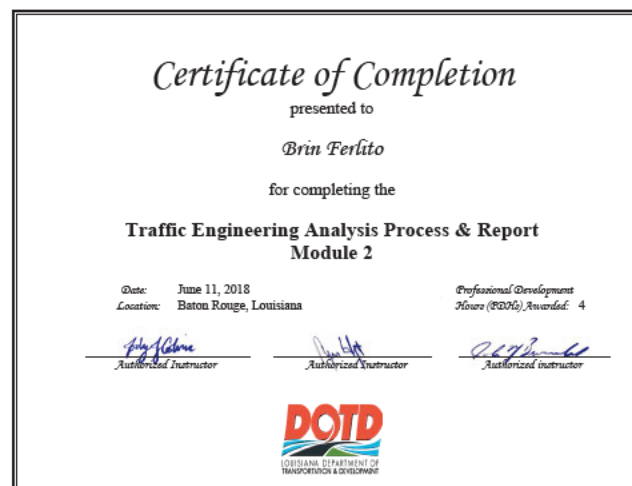 Certificate of Completion
presented to
Brin Ferlito
for completing the
Traffic Engineering Analysis Process & Report
Module 2
Date: June 11, 2018
Location: Baton Rouge, Louisiana
Professional Development
Hours (PDHs) Awarded: 4
Authorized Instructor
Authorized Instructor
Authorized instructor
DOTD
LOUISIANA DEPARTMENT OF
TRANSPORTATION & DEVELOPMENT